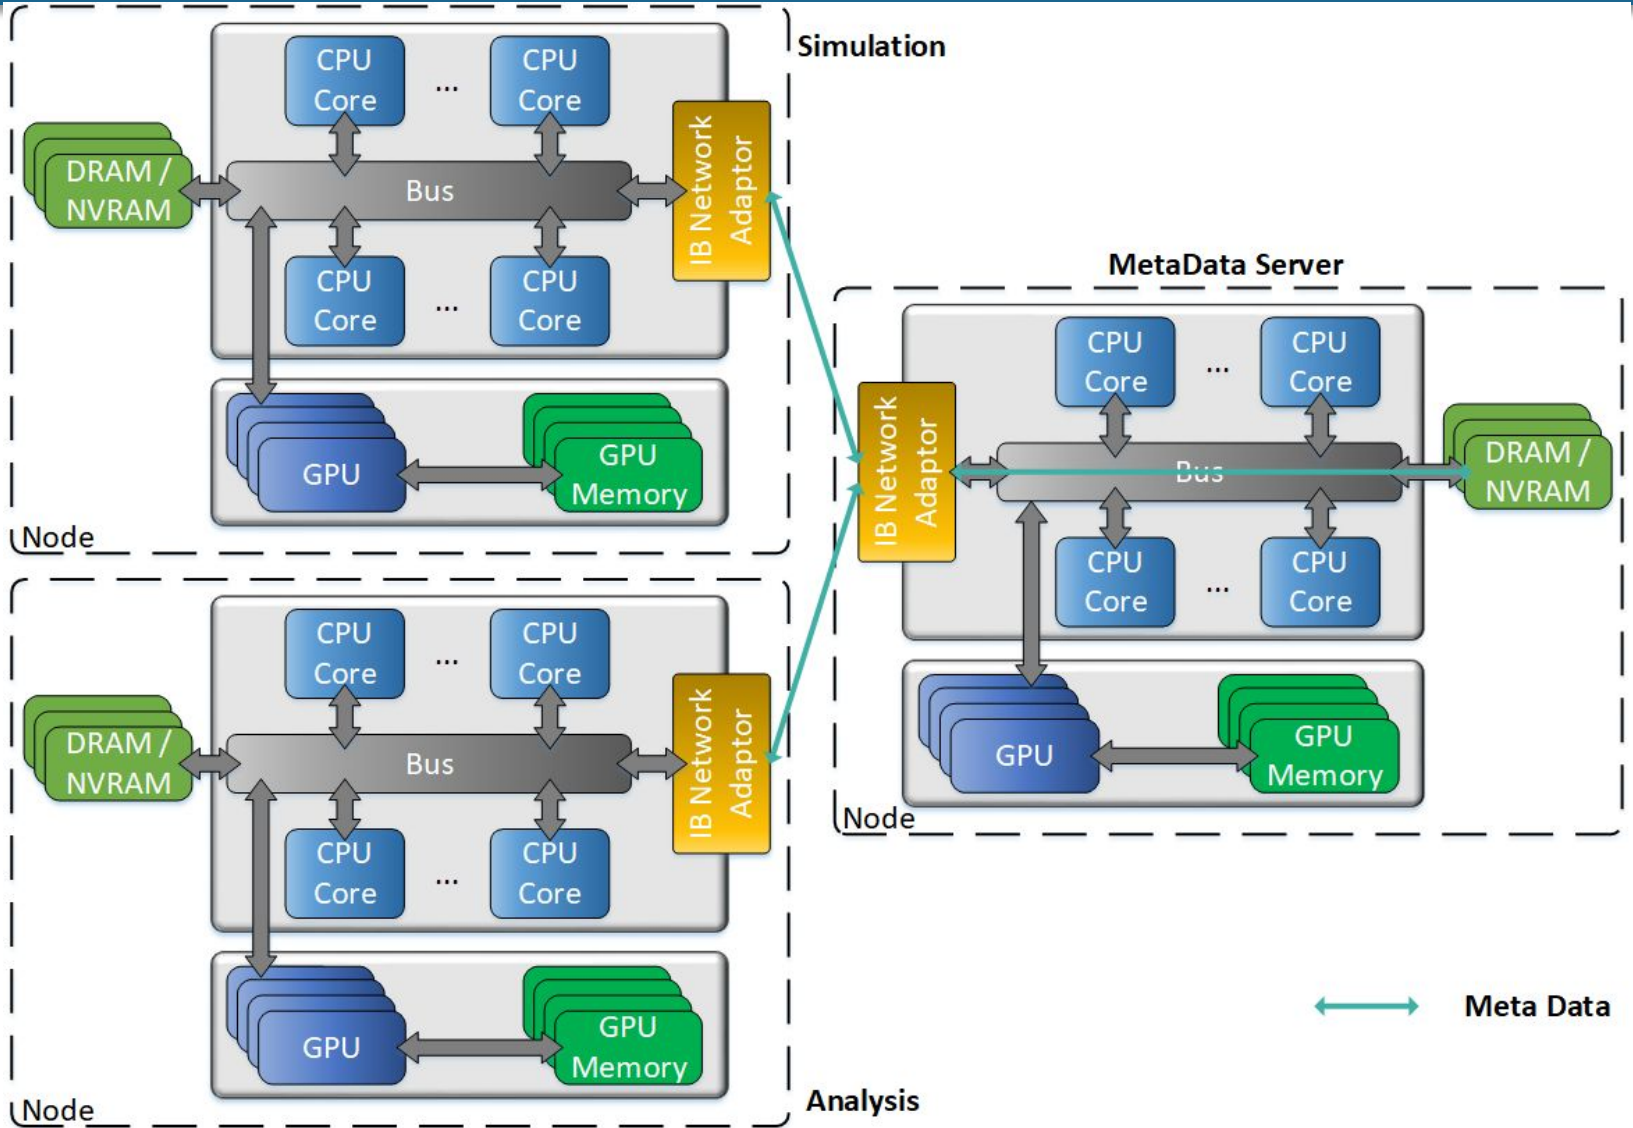 Simulation
CPU
Core
...
CPU
Core
DRAM /
NVRAM
Bus
IB Network
Adaptor
CPU
Core
...
CPU
Core
GPU
GPU
Memory
Node
MetaData Server
CPU
Core
...
CPU
Core
IB Network
Adaptor
Bus
DRAM /
NVRAM
CPU
Core
...
CPU
Core
GPU
GPU
Memory
Node
CPU
Core
...
CPU
Core
DRAM /
NVRAM
Bus
IB Network
Adaptor
CPU
Core
...
CPU
Core
GPU
GPU
Memory
Node
Analysis
Meta Data